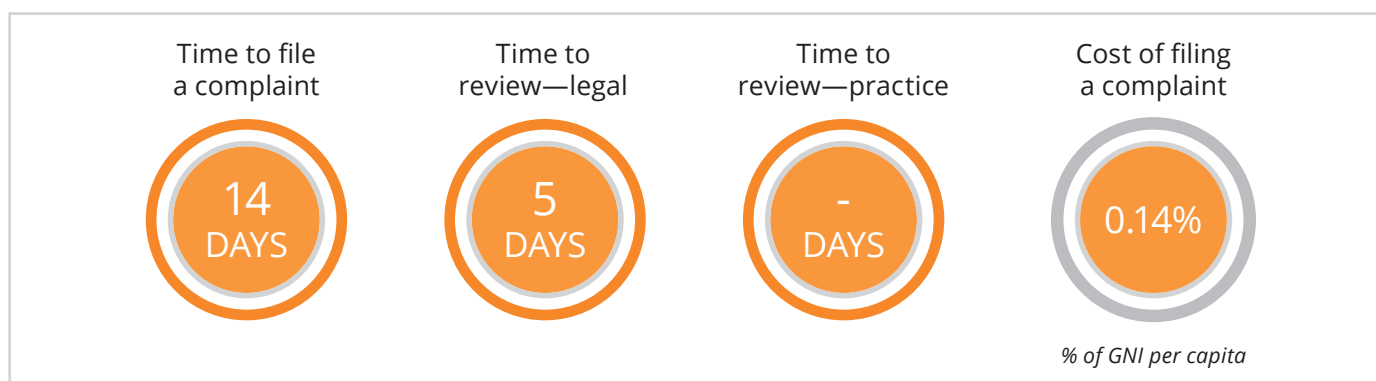 Time to file
a complaint
14
DAYS
Time to
review—legal
5
DAYS
Time to
review—practice
-
DAYS
Cost of filing
a complaint
0.14%
% of GNI per capita